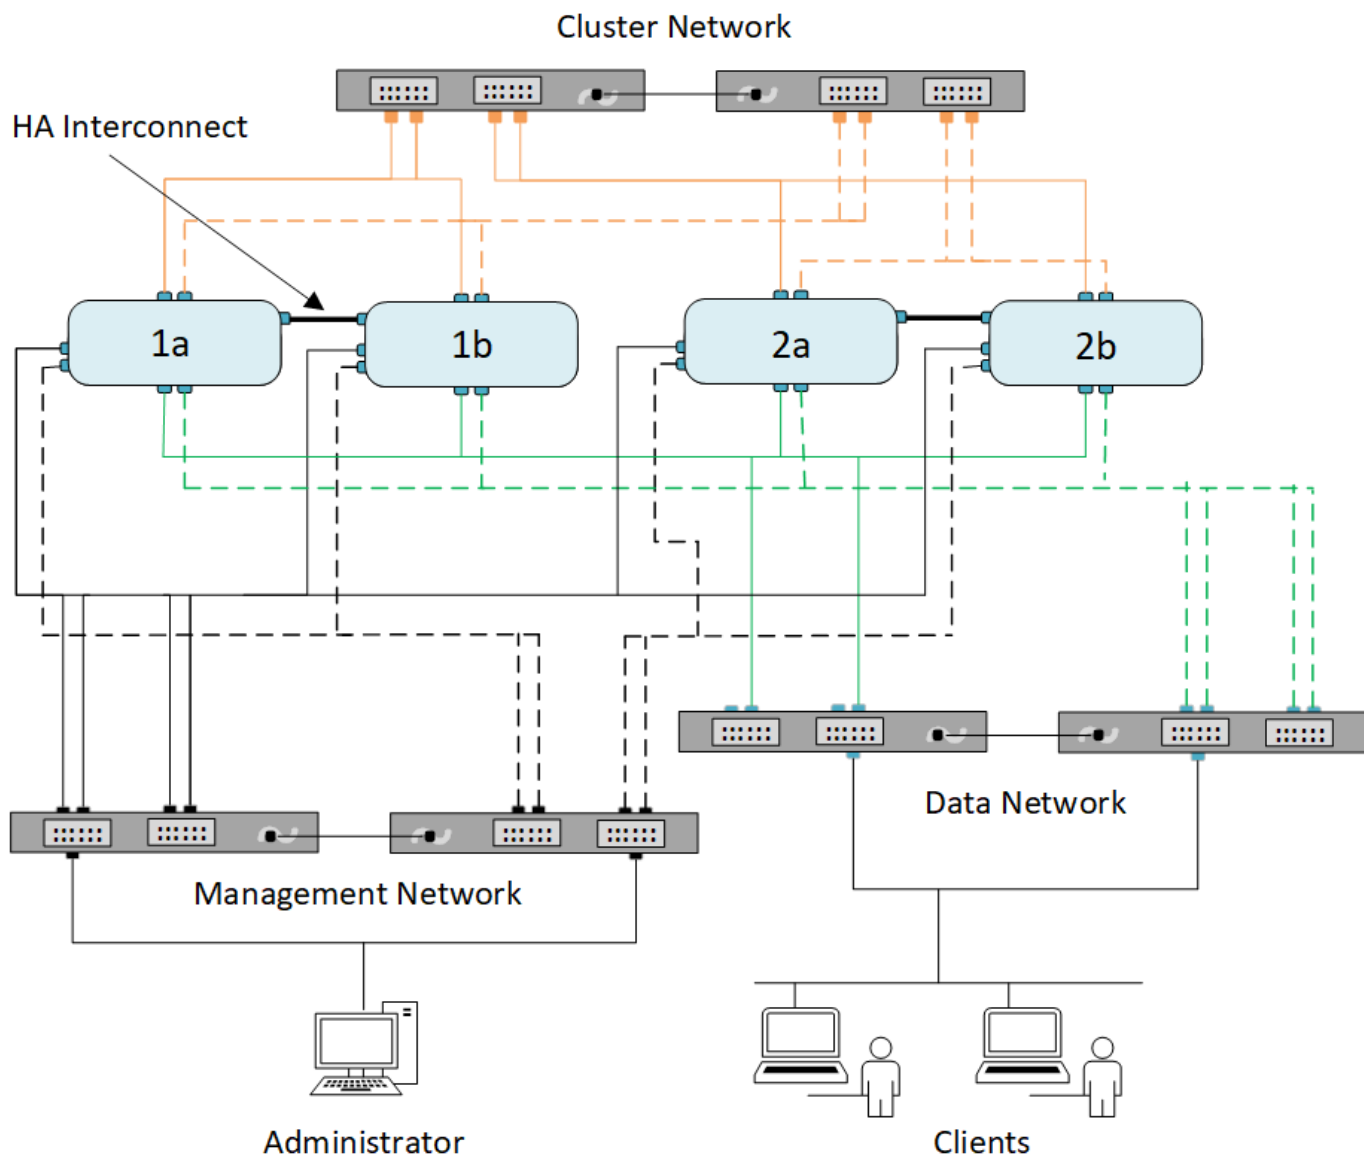 Cluster Network
HA Interconnect
1a
1b
2a
2b
Data Network
Management Network
Administrator
Clients